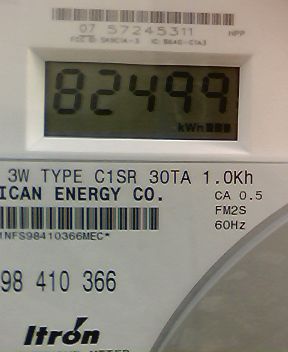 07 57245311
82499
kWh
3W TYPE C1SR 30TA 1.0Kh
ICAN ENERGY CO.
CA 0.5
FM2S
60Hz
98 410 366
Itron